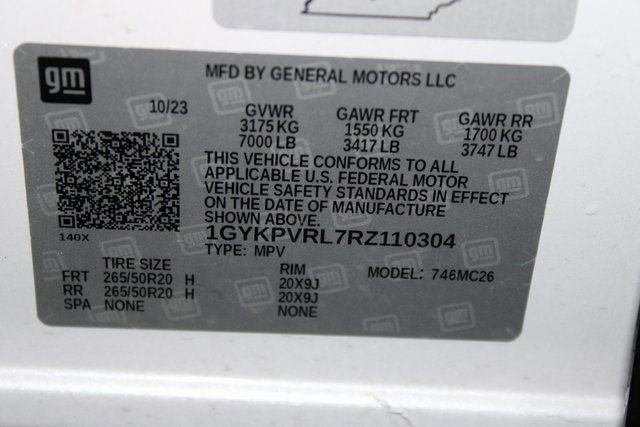 gm
MFD BY GENERAL MOTORS LLC
10/23
GVWR GAWR FRT GAWR RR
3175 KG 1550 KG 1700 KG
7000 LB 3417 LB 3747 LB
THIS VEHICLE CONFORMS TO ALL
APPLICABLE U.S. FEDERAL MOTOR
VEHICLE SAFETY STANDARDS IN EFFECT
ON THE DATE OF MANUFACTURE
SHOWN ABOVE.
140X
1GYKPVRL7RZ110304
TYPE: MPV
TIRE SIZE RIM MODEL: 746MC26
FRT 265/50R20 H 20X9J
RR 265/50R20 H 20X9J
SPA NONE NONE